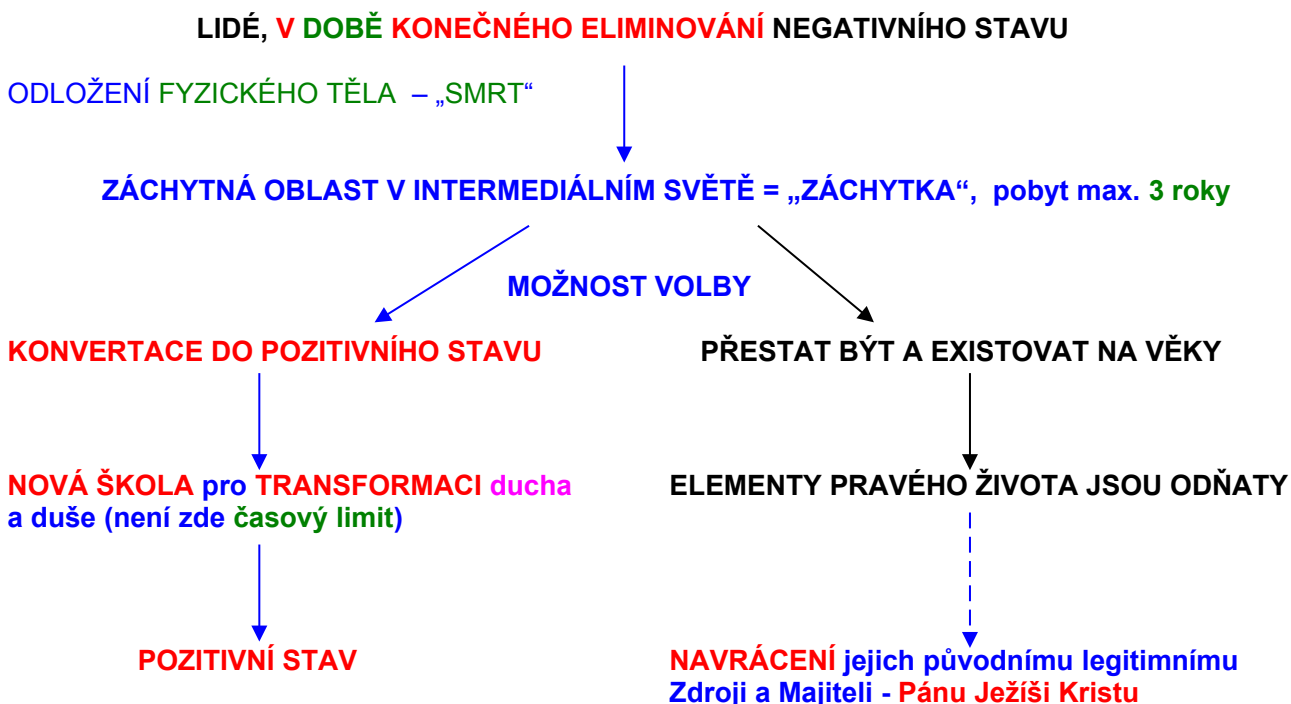 LIDÉ, V DOBĚ KONEČNÉHO ELIMINOVÁNÍ NEGATIVNÍHO STAVU
ODLOŽENÍ FYZICKÉHO TĚLA – „SMRT“
ZÁCHYTNÁ OBLAST V INTERMEDIÁLNÍM SVĚTĚ = „ZÁCHYTKA“, pobyt max. 3 roky
MOŽNOST VOLBY
KONVERTACE DO POZITIVNÍHO STAVU
PŘESTAT BÝT A EXISTOVAT NA VĚKY
NOVÁ ŠKOLA pro TRANSFORMACI ducha
a duše (není zde časový limit)
ELEMENTY PRAVÉHO ŽIVOTA JSOU ODŇATY
POZITIVNÍ STAV
NAVRÁCENÍ jejich původnímu legitimnímu
Zdroji a Majiteli - Pánu Ježíši Kristu